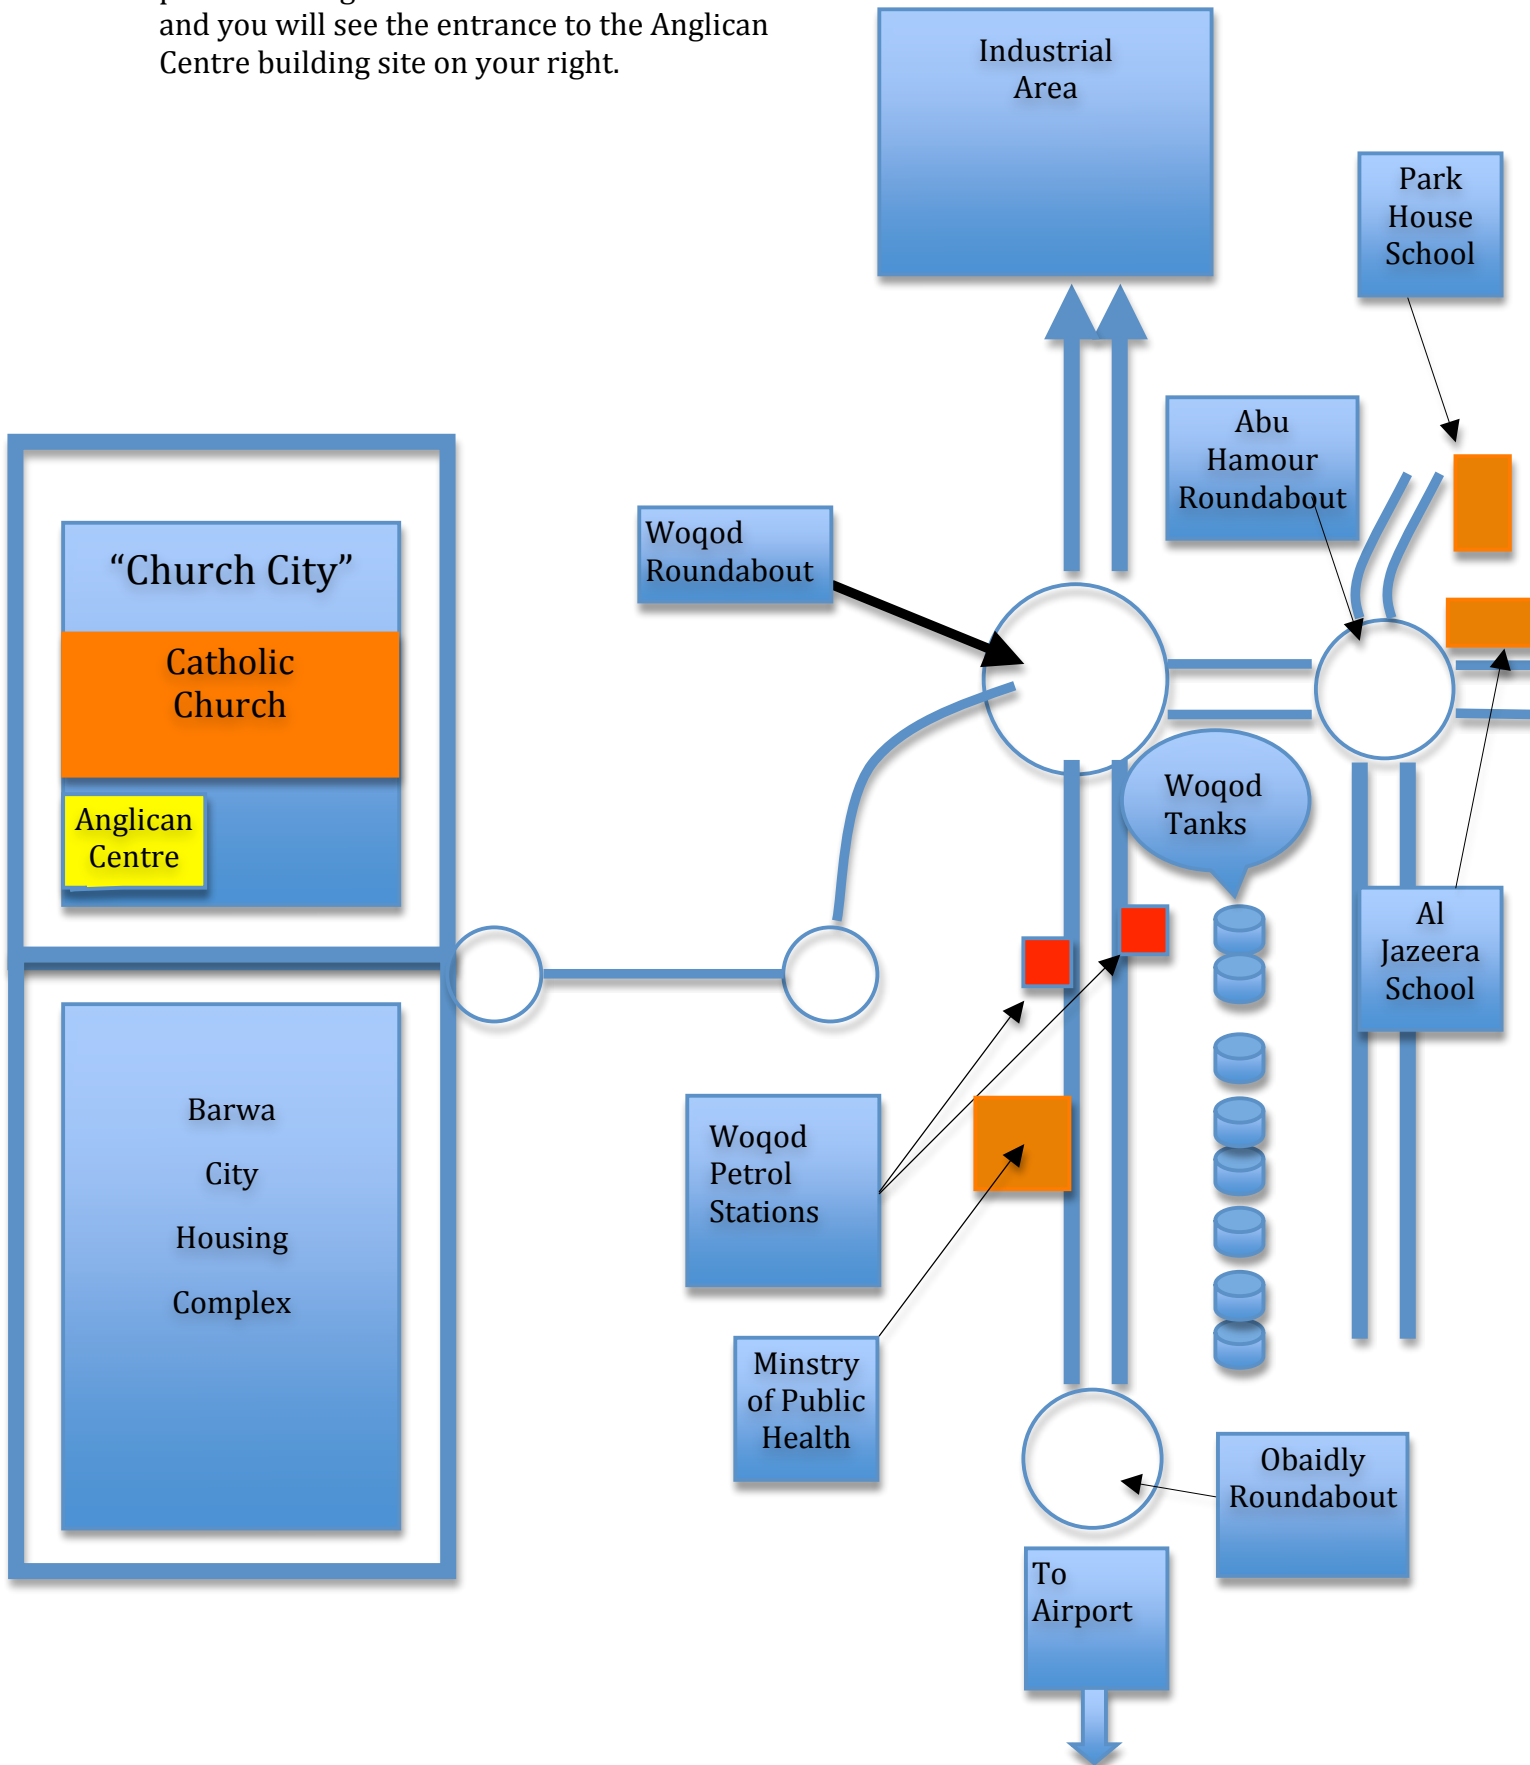 and you will see the entrance to the Anglican
Centre building site on your right.
Industrial
Area
Park
House
School
Abu
Hamour
Roundabout
Woqod
Roundabout
“Church City”
Catholic
Church
Anglican
Centre
Woqod
Tanks
Al
Jazeera
School
Barwa
City
Housing
Complex
Woqod
Petrol
Stations
Minstry
of Public
Health
Obaidly
Roundabout
To
Airport